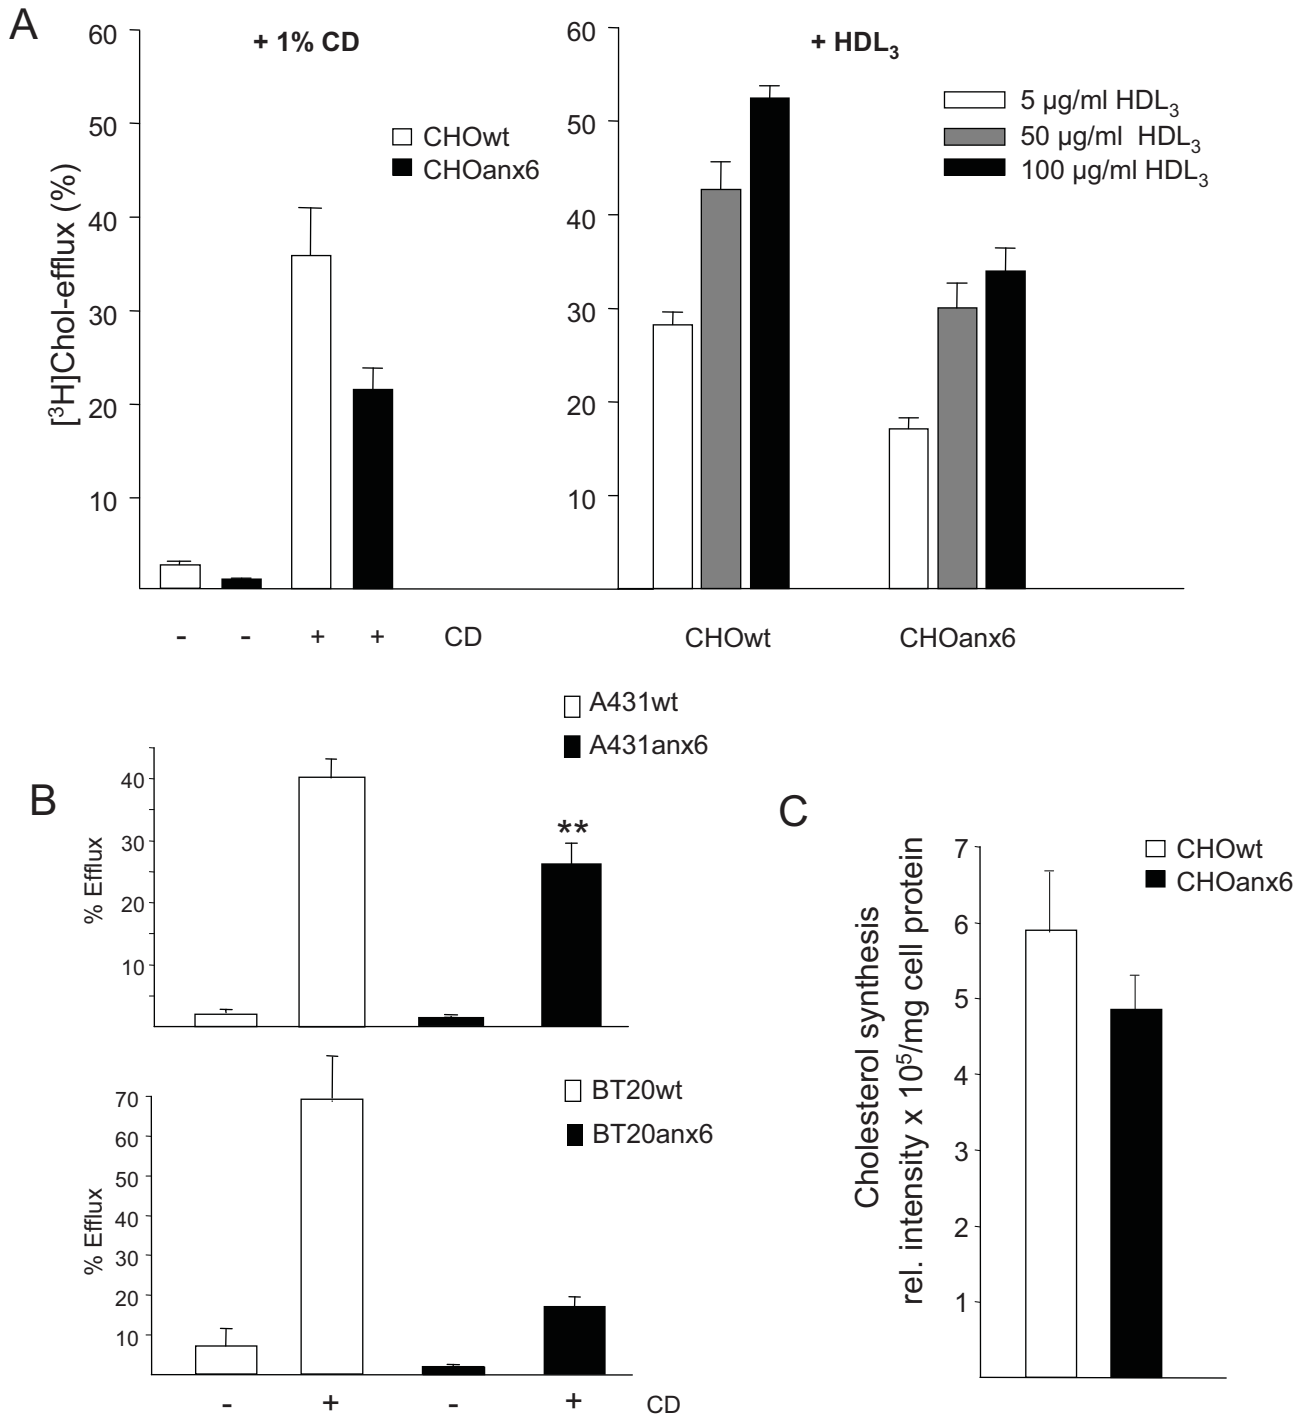 A
+ 1% CD
+ HDL3
[3H]Chol-efflux (%)
60
50
40
30
20
10
CHOwt
CHOanx6
60
50
40
30
20
10
5 µg/ml HDL3
50 µg/ml HDL3
100 µg/ml HDL3
- - + + CD
CHOwt CHOanx6
B
A431wt
A431anx6
% Efflux
40
30
20
10
**
BT20wt
BT20anx6
% Efflux
70
60
50
40
30
20
10
- + - + CD
C
CHOwt
CHOanx6
Cholesterol synthesis
rel. intensity x 10^5/mg cell protein
7
6
5
4
3
2
1